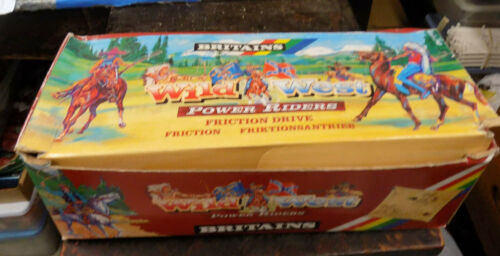 BRITAINS
Wild West
POWER RIDERS
FRICTION DRIVE
FRICTION FRIKTIONSANTRIEB
Wild West
POWER RIDERS
BRITAINS